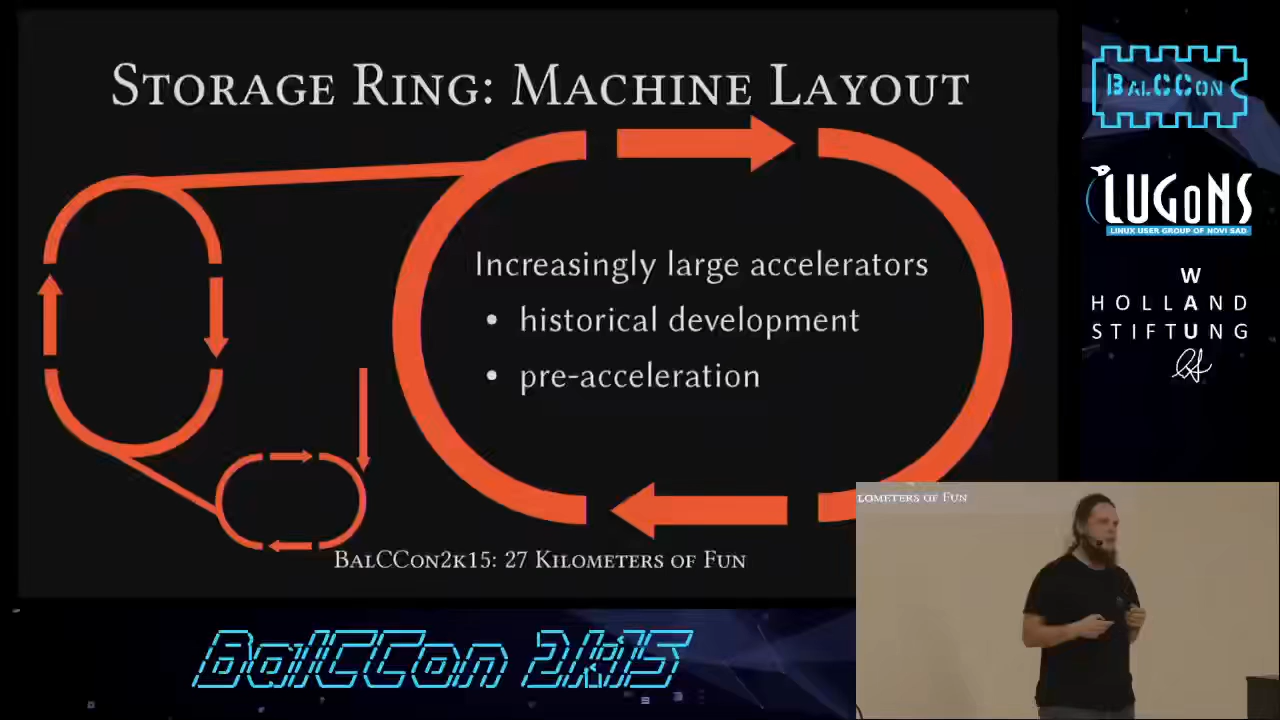 Storage Ring: Machine Layout
Increasingly large accelerators
• historical development
• pre-acceleration
BalCCon2k15: 27 Kilometers of Fun
BalCCon
LUGoNS
LINUX USER GROUP OF NOVI SAD
W
HOLLAND
STIFTUNG
lometers of Fun
BalCCon 2k15